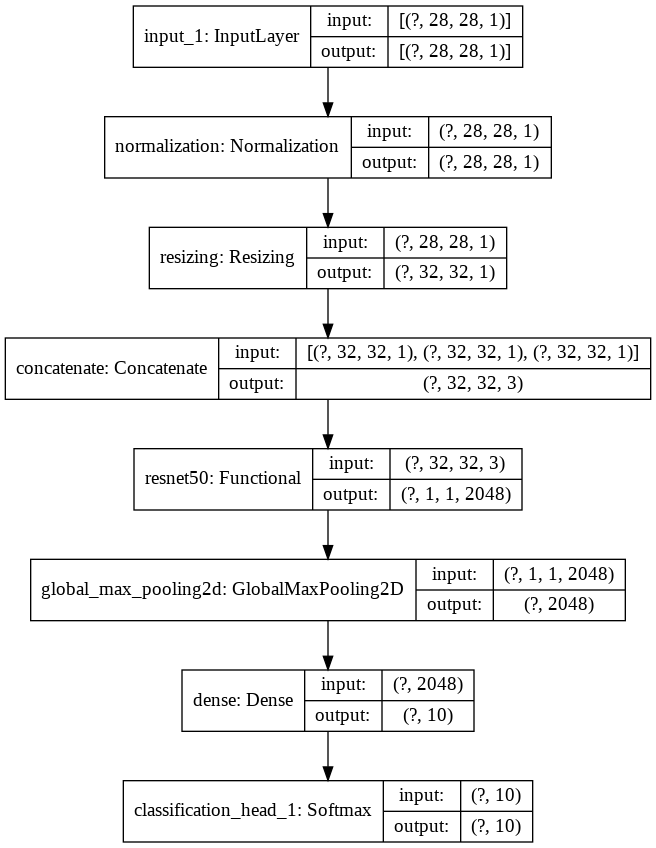 input_1: InputLayer
input: [(?, 28, 28, 1)]
output: [(?, 28, 28, 1)]
normalization: Normalization
input: (?, 28, 28, 1)
output: (?, 28, 28, 1)
resizing: Resizing
input: (?, 28, 28, 1)
output: (?, 32, 32, 1)
concatenate: Concatenate
input: [(?, 32, 32, 1), (?, 32, 32, 1), (?, 32, 32, 1)]
output: (?, 32, 32, 3)
resnet50: Functional
input: (?, 32, 32, 3)
output: (?, 1, 1, 2048)
global_max_pooling2d: GlobalMaxPooling2D
input: (?, 1, 1, 2048)
output: (?, 2048)
dense: Dense
input: (?, 2048)
output: (?, 10)
classification_head_1: Softmax
input: (?, 10)
output: (?, 10)